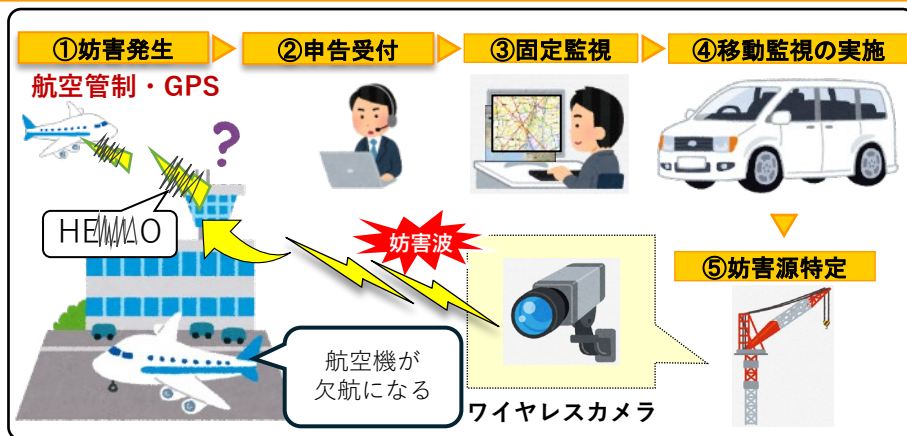 ①妨害発生
②申告受付
③固定監視
④移動監視の実施
航空管制・GPS
?
HE O
妨害波
⑤妨害源特定
航空機が
欠航になる
ワイヤレスカメラ